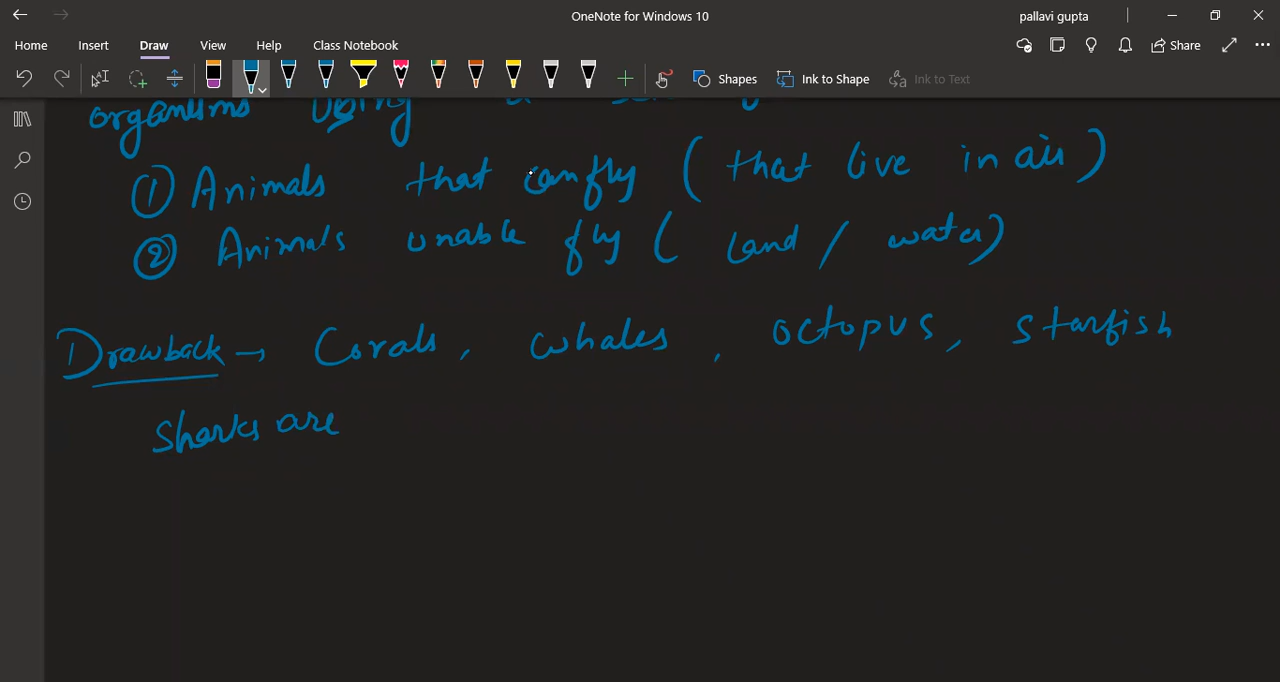 OneNote for Windows 10
pallavi gupta
Home Insert Draw View Help Class Notebook
Share
Shapes Ink to Shape Ink to Text
organisms Using
① Animals that can fly ( that live in air )
② Animals unable fly ( land / water)
Drawback → Corals, whales, octopus, starfish
sharks are